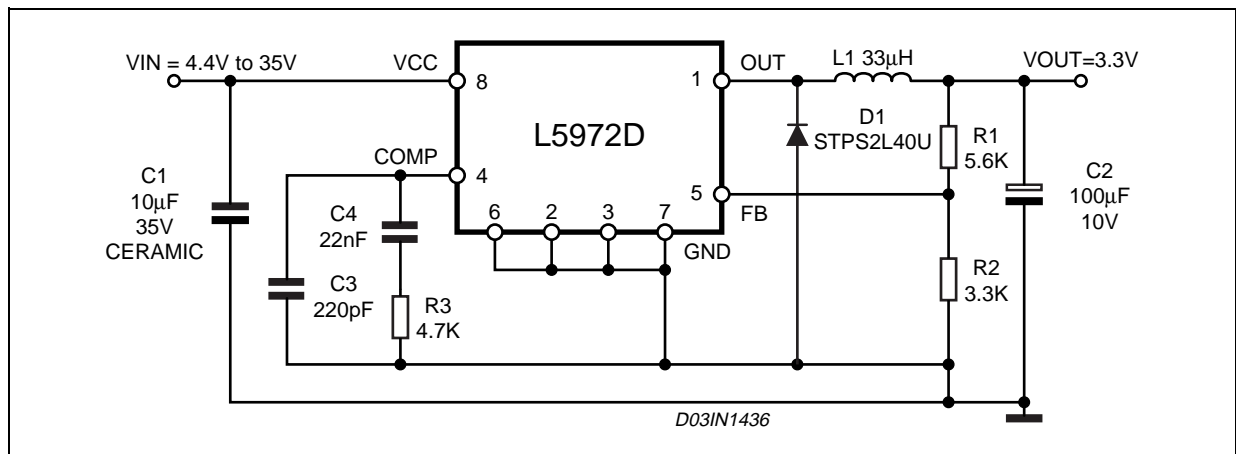 VIN = 4.4V to 35V
VCC
8
L5972D
1
OUT
L1 33µH
VOUT=3.3V
COMP
4
D1
STPS2L40U
R1
5.6K
C1
10µF
35V
CERAMIC
C4
22nF
6
2
3
7
GND
5
FB
C2
100µF
10V
C3
220pF
R3
4.7K
R2
3.3K
D03IN1436